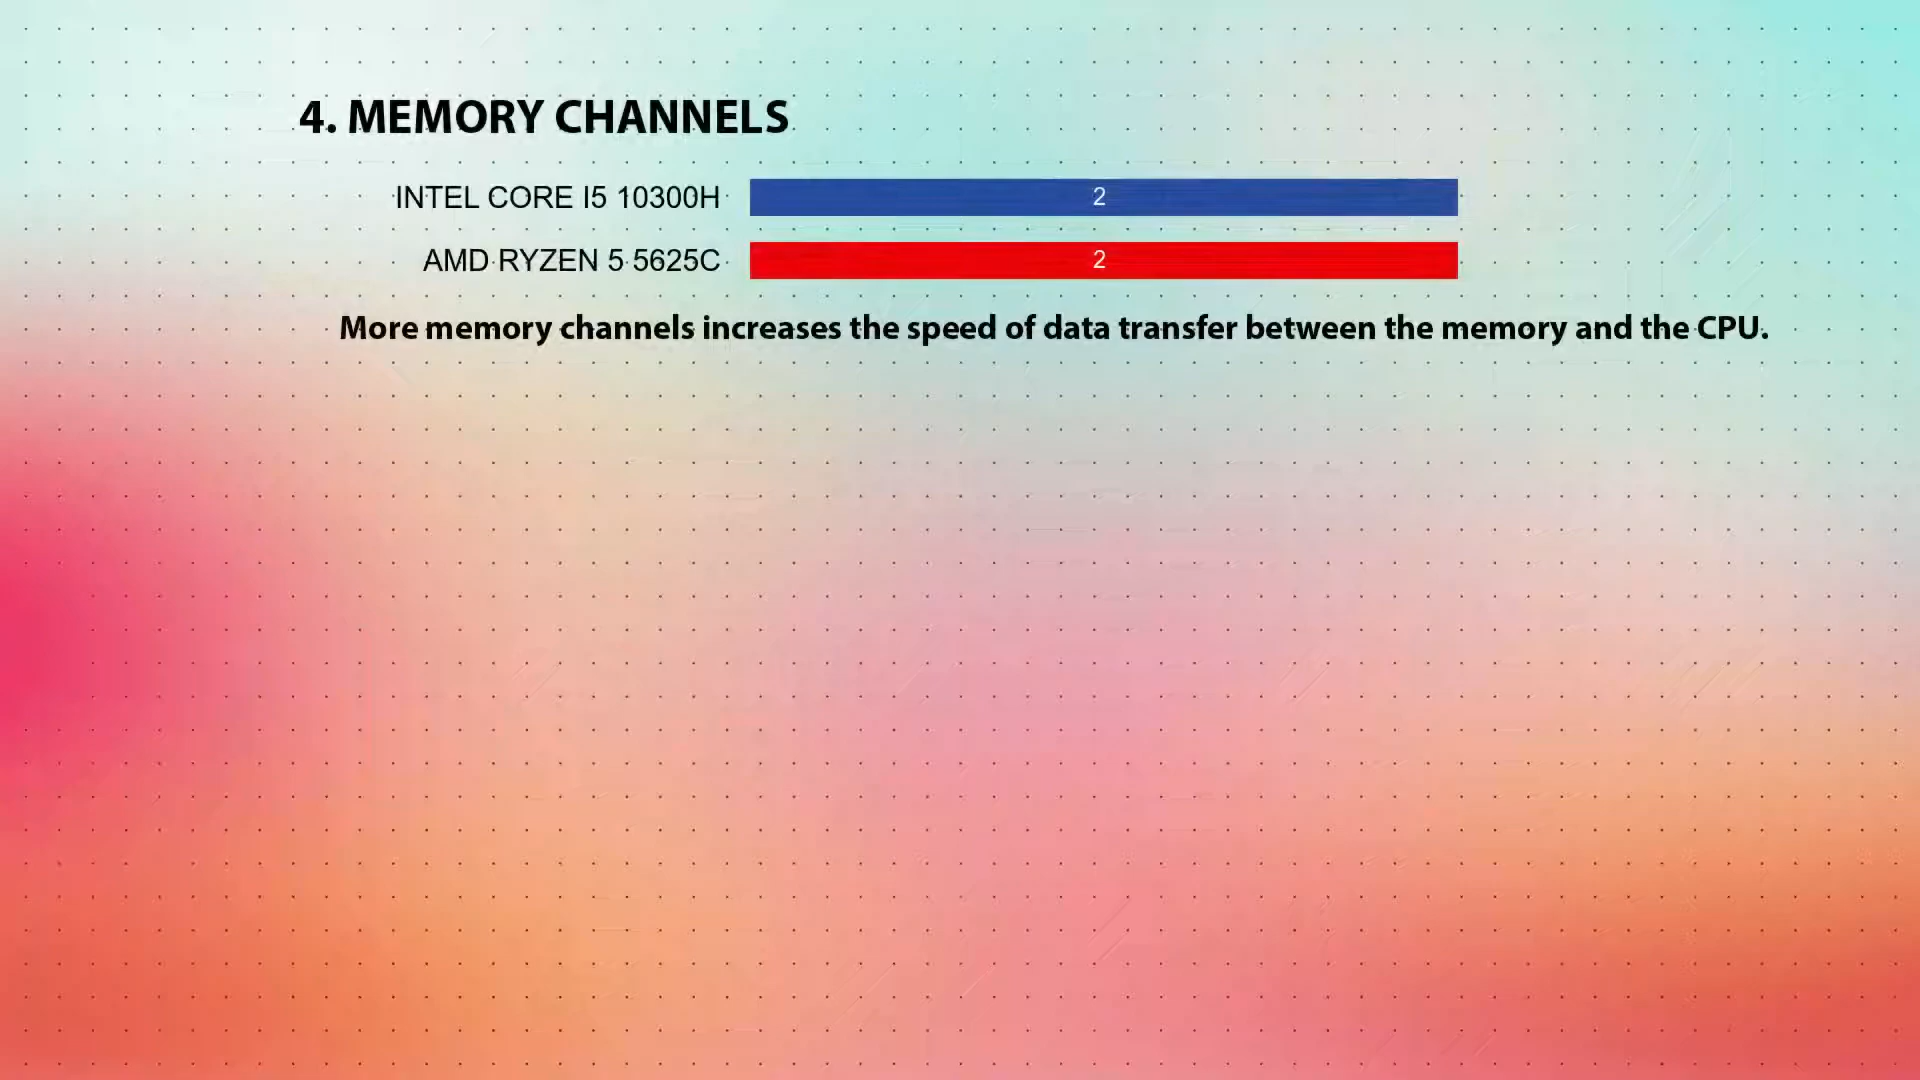 4. MEMORY CHANNELS
INTEL CORE I5 10300H 2
AMD RYZEN 5 5625C 2
More memory channels increases the speed of data transfer between the memory and the CPU.